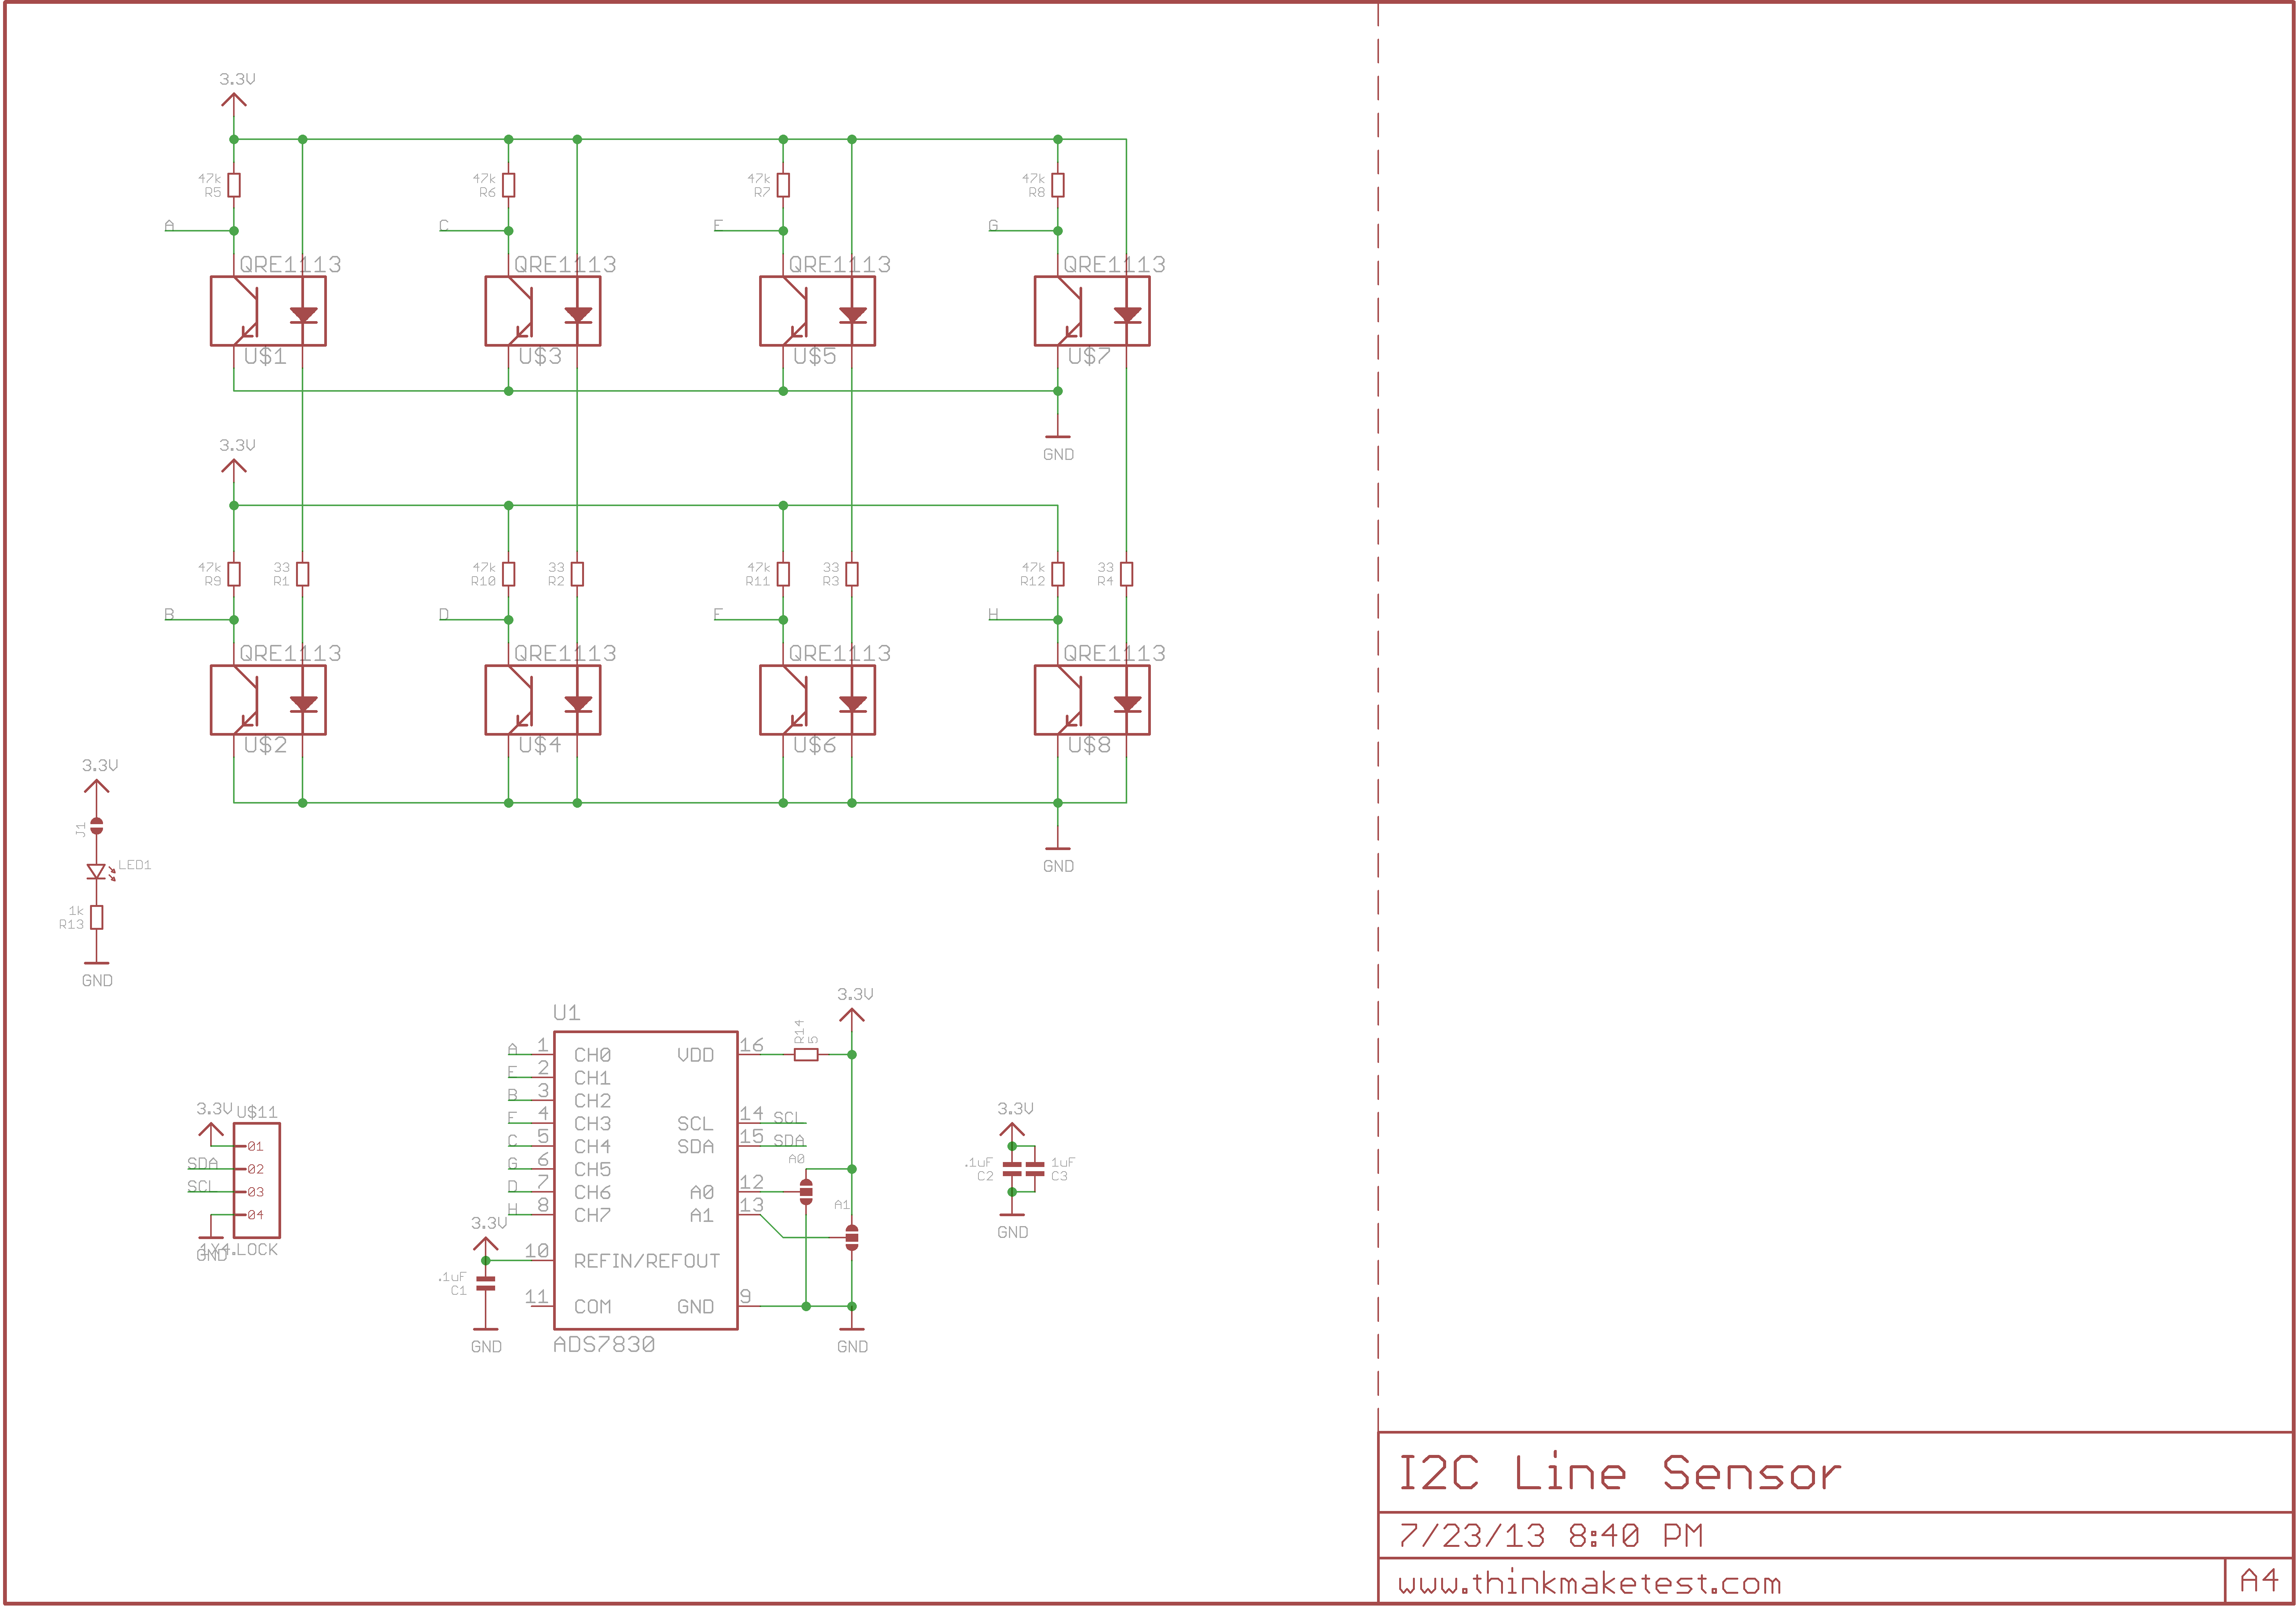 3.3V
47k
R5
47k
R6
47k
R7
47k
R8
A
C
E
G
QRE1113
QRE1113
QRE1113
QRE1113
U$1
U$3
U$5
U$7
3.3V
GND
47k
R9
33
R1
47k
R10
33
R2
47k
R11
33
R3
47k
R12
33
R4
B
D
F
H
QRE1113
QRE1113
QRE1113
QRE1113
U$2
U$4
U$6
U$8
3.3V
J1
LED1
GND
1k
R13
GND
3.3V
U1
R14
5
A 1 CH0
E 2 CH1
B 3 CH2
F 4 CH3
C 5 CH4
G 6 CH5
D 7 CH6
H 8 CH7
10 REFIN/REFOUT
11 COM
VDD 16
SCL 14 SCL
SDA 15 SDA
A0 12
A1 13
GND 9
A0
A1
ADS7830
GND
3.3V
.1uF
C1
GND
3.3V
U$11
01
SDA 02
SCL 03
04
GND
1X4.LOCK
3.3V
.1uF
C2
1uF
C3
GND
I2C Line Sensor
7/23/13 8:40 PM
www.thinkmaketest.com
A4